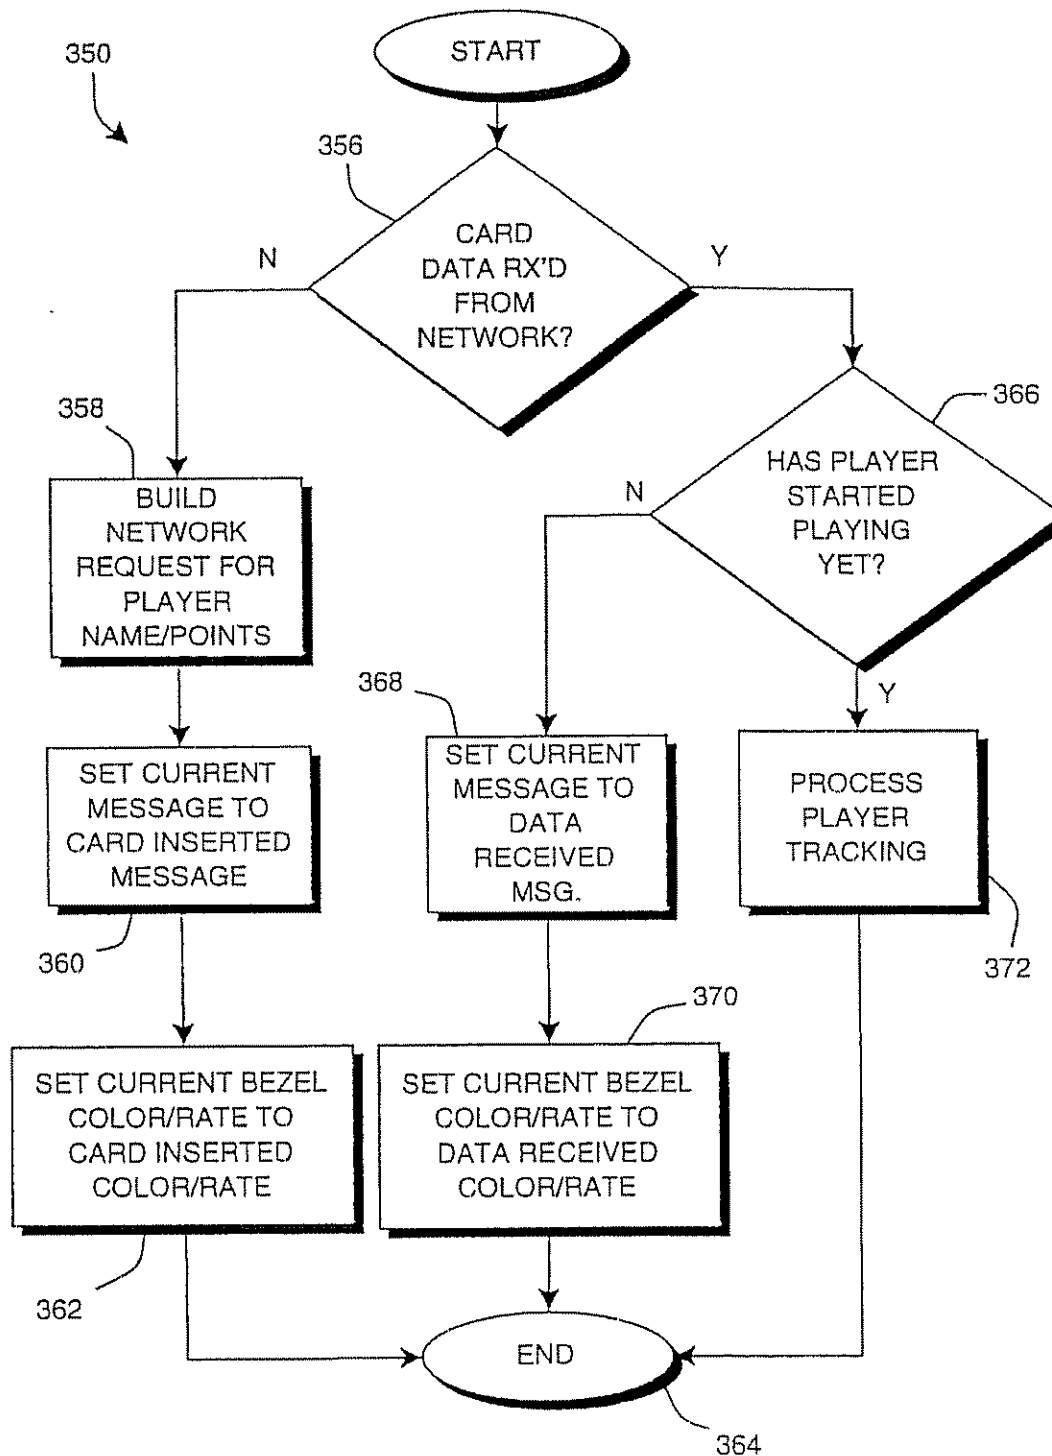 START
350
356
CARD
DATA RX'D
FROM
NETWORK?
N
Y
358
BUILD
NETWORK
REQUEST FOR
PLAYER
NAME/POINTS
366
HAS PLAYER
STARTED
PLAYING
YET?
N
Y
SET CURRENT
MESSAGE TO
CARD INSERTED
MESSAGE
360
368
SET CURRENT
MESSAGE TO
DATA
RECEIVED
MSG.
PROCESS
PLAYER
TRACKING
372
SET CURRENT BEZEL
COLOR/RATE TO
CARD INSERTED
COLOR/RATE
362
370
SET CURRENT BEZEL
COLOR/RATE TO
DATA RECEIVED
COLOR/RATE
END
364